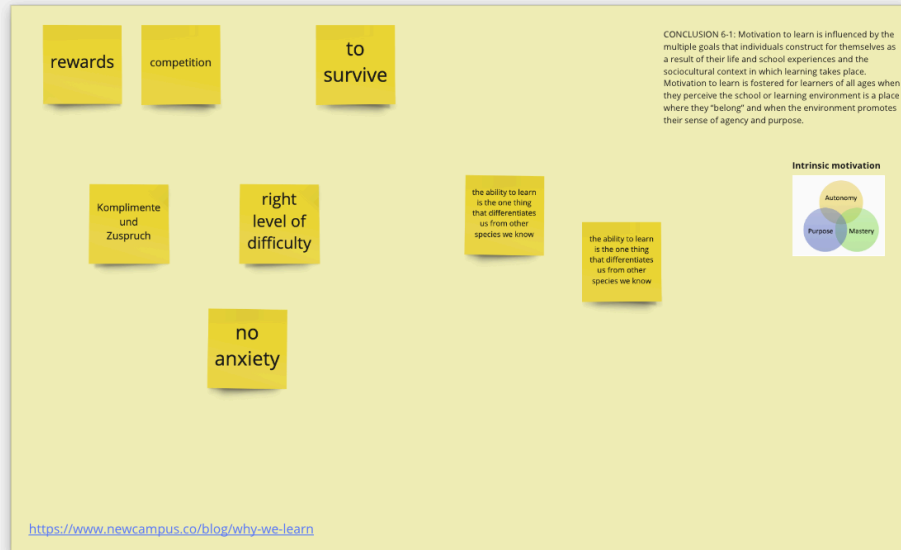 rewards
competition
to
survive
CONCLUSION 6-1: Motivation to learn is influenced by the
multiple goals that individuals construct for themselves as
a result of their life and school experiences and the
sociocultural context in which learning takes place.
Motivation to learn is fostered for learners of all ages when
they perceive the school or learning environment is a place
where they “belong” and when the environment promotes
their sense of agency and purpose.
Intrinsic motivation
Autonomy
Purpose
Mastery
Komplimente
und
Zuspruch
right
level of
difficulty
the ability to learn
is the one thing
that differentiates
us from other
species we know
the ability to learn
is the one thing
that differentiates
us from other
species we know
no
anxiety
https://www.newcampus.co/blog/why-we-learn